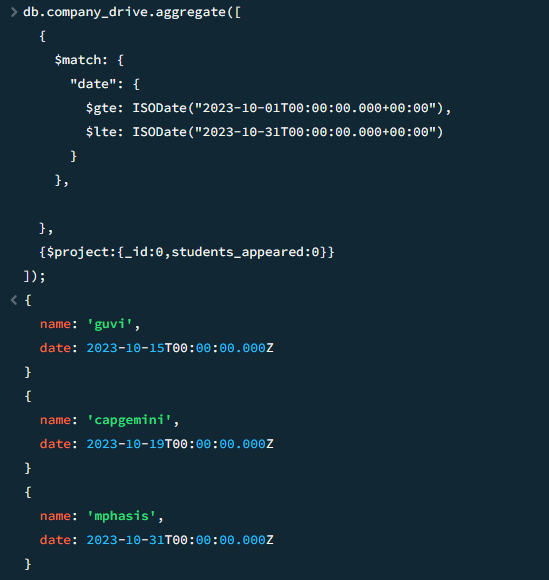 db.company_drive.aggregate([
  {
    $match: {
      "date": {
        $gte: ISODate("2023-10-01T00:00:00.000+00:00"),
        $lte: ISODate("2023-10-31T00:00:00.000+00:00")
      }
    },
  },
  {$project:{_id:0,students_appeared:0}}
]);
{
  name: 'guvi',
  date: 2023-10-15T00:00:00.000Z
}
{
  name: 'capgemini',
  date: 2023-10-19T00:00:00.000Z
}
{
  name: 'mphasis',
  date: 2023-10-31T00:00:00.000Z
}